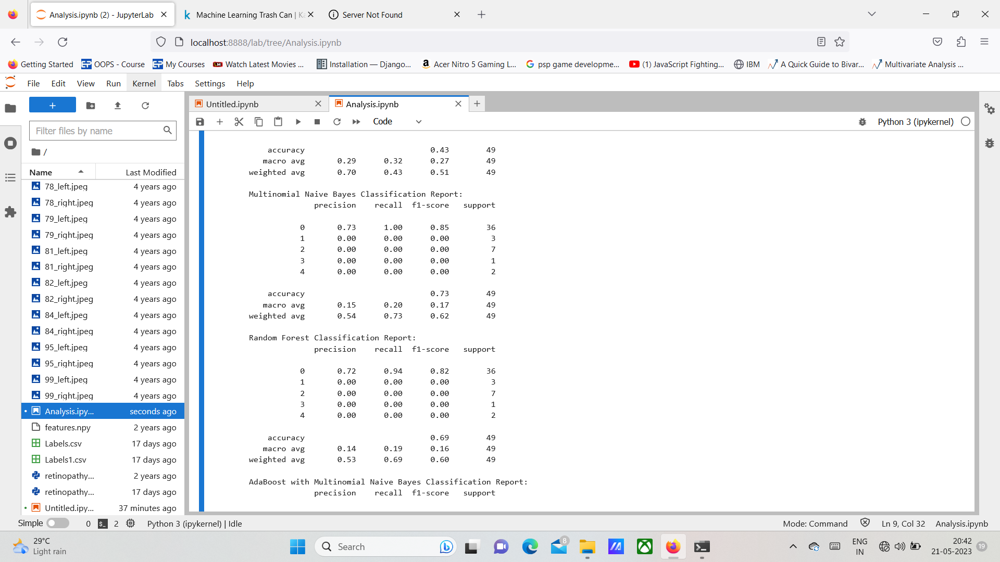 Analysis.ipynb (2) - JupyterLab
Machine Learning Trash Can | Ka
Server Not Found
localhost:8888/lab/tree/Analysis.ipynb
Getting Started
OOPS - Course
My Courses
Watch Latest Movies ...
Installation — Django...
Acer Nitro 5 Gaming L...
psp game developme...
(1) JavaScript Fighting...
IBM
A Quick Guide to Bivar...
Multivariate Analysis ...
File Edit View Run Kernel Tabs Settings Help
Untitled.ipynb
Analysis.ipynb
Code
Python 3 (ipykernel)
Filter files by name
/
Name Last Modified
78_left.jpeg 4 years ago
78_right.jpeg 4 years ago
79_left.jpeg 4 years ago
79_right.jpeg 4 years ago
81_left.jpeg 4 years ago
81_right.jpeg 4 years ago
82_left.jpeg 4 years ago
82_right.jpeg 4 years ago
84_left.jpeg 4 years ago
84_right.jpeg 4 years ago
95_left.jpeg 4 years ago
95_right.jpeg 4 years ago
99_left.jpeg 4 years ago
99_right.jpeg 4 years ago
Analysis.ipy... seconds ago
features.npy 2 years ago
Labels.csv 17 days ago
Labels1.csv 17 days ago
retinopathy... 2 years ago
retinopathy... 17 days ago
Untitled.ipy... 37 minutes ago
accuracy 0.43 49
macro avg 0.29 0.32 0.27 49
weighted avg 0.70 0.43 0.51 49
Multinomial Naive Bayes Classification Report:
precision recall f1-score support
0 0.73 1.00 0.85 36
1 0.00 0.00 0.00 3
2 0.00 0.00 0.00 7
3 0.00 0.00 0.00 1
4 0.00 0.00 0.00 2
accuracy 0.73 49
macro avg 0.15 0.20 0.17 49
weighted avg 0.54 0.73 0.62 49
Random Forest Classification Report:
precision recall f1-score support
0 0.72 0.94 0.82 36
1 0.00 0.00 0.00 3
2 0.00 0.00 0.00 7
3 0.00 0.00 0.00 1
4 0.00 0.00 0.00 2
accuracy 0.69 49
macro avg 0.14 0.19 0.16 49
weighted avg 0.53 0.69 0.60 49
AdaBoost with Multinomial Naive Bayes Classification Report:
precision recall f1-score support
Simple 0 $_ 2 Python 3 (ipykernel) | Idle
Mode: Command Ln 9, Col 32 Analysis.ipynb
29°C
Light rain
Search
8
ENG
IN
20:42
21-05-2023
19